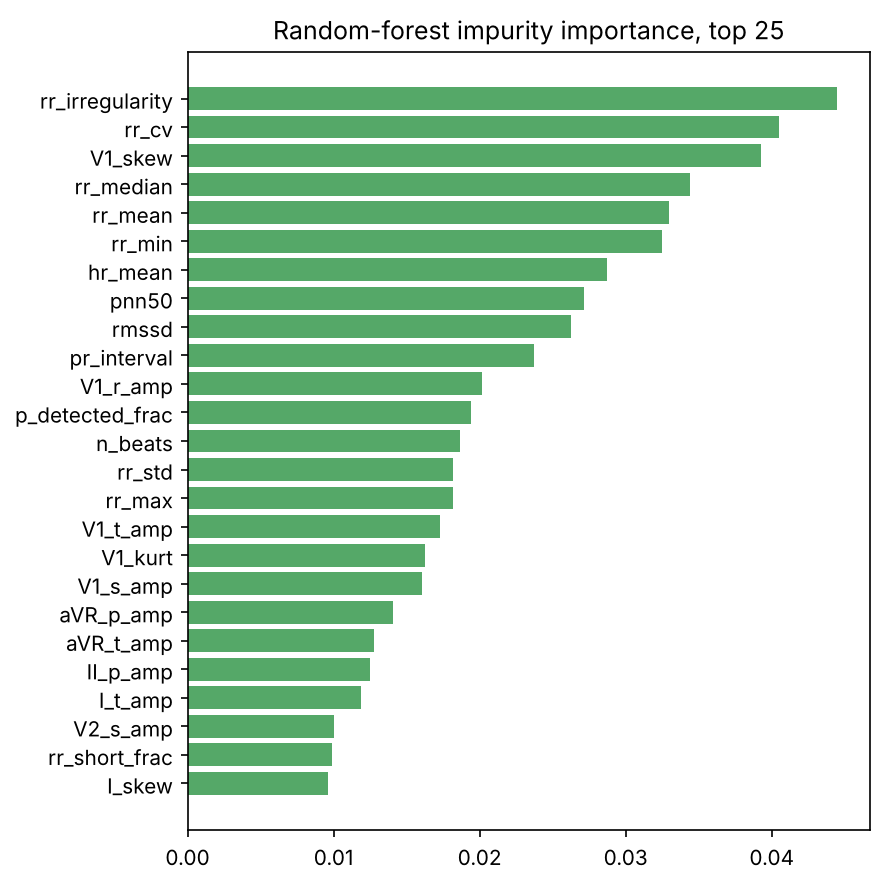 Random-forest impurity importance, top 25
rr_irregularity
rr_cv
V1_skew
rr_median
rr_mean
rr_min
hr_mean
pnn50
rmssd
pr_interval
V1_r_amp
p_detected_frac
n_beats
rr_std
rr_max
V1_t_amp
V1_kurt
V1_s_amp
aVR_p_amp
aVR_t_amp
II_p_amp
I_t_amp
V2_s_amp
rr_short_frac
I_skew
0.00 0.01 0.02 0.03 0.04